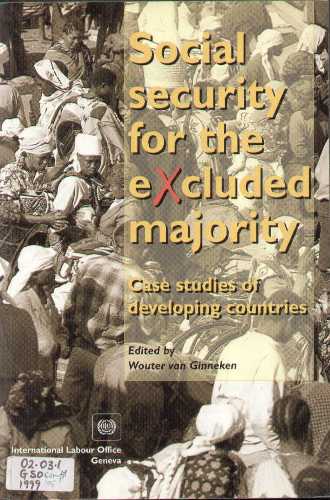 Social
security
for the
eXcluded
majority
Case studies of
developing countries
Edited by
Wouter van Ginneken
International Labour Office
Geneva
02.03.1
GSO
1999